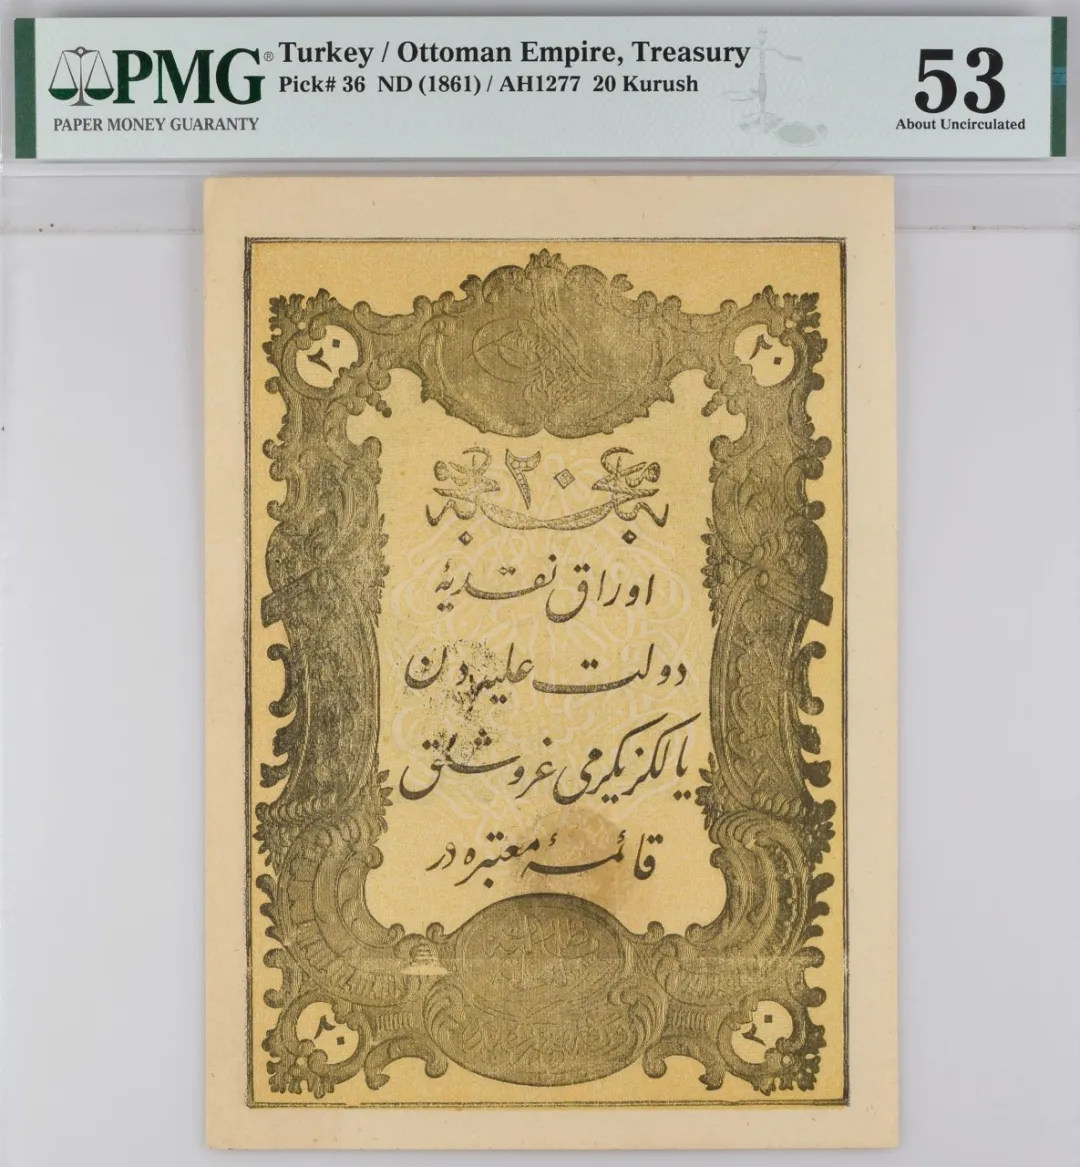 PMG® Turkey / Ottoman Empire, Treasury
Pick# 36 ND (1861) / AH1277 20 Kurush
PAPER MONEY GUARANTY
53
About Uncirculated
٢٠
٢٠
٢٠
اوراق نقدیهٔ
دولت علیه دن
یالکز یکرمی غروشلق
قائمهٔ معتبره در
٢٠
٢٠